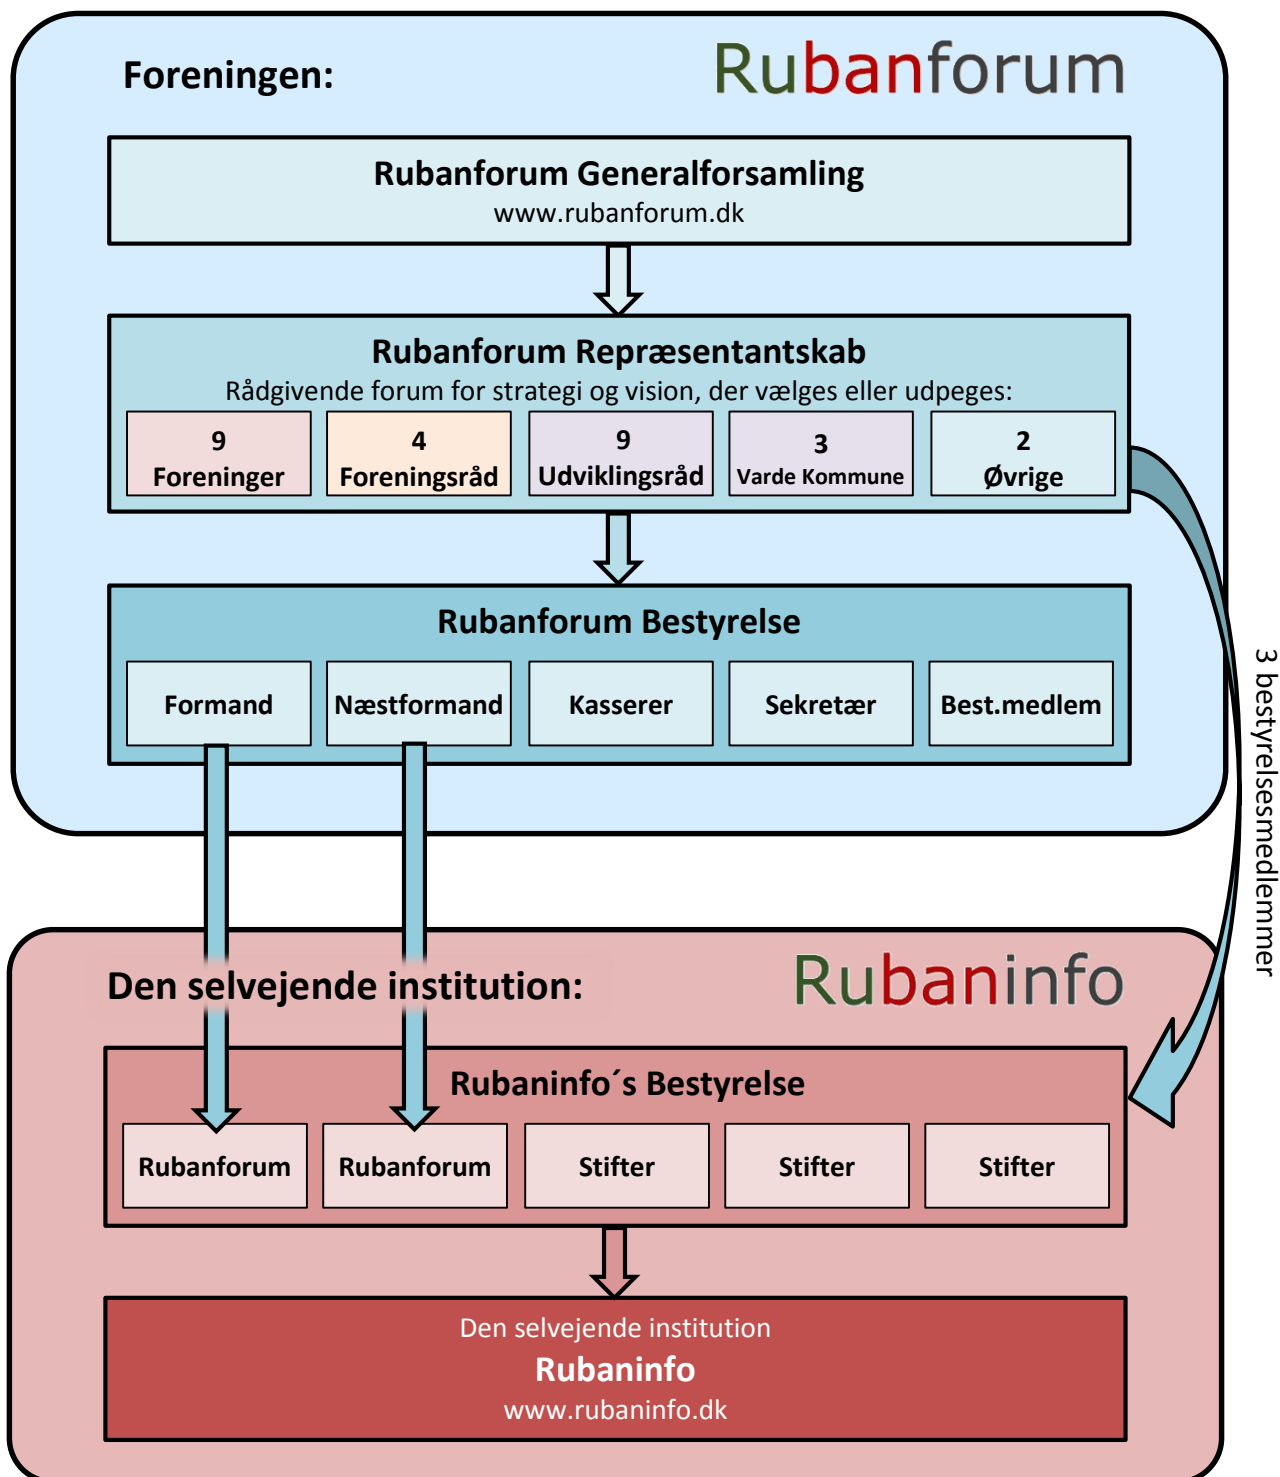 Foreningen:
Rubanforum
Rubanforum Generalforsamling
www.rubanforum.dk
Rubanforum Repræsentantskab
Rådgivende forum for strategi og vision, der vælges eller udpeges:
9
Foreninger
4
Foreningsråd
9
Udviklingsråd
3
Varde Kommune
2
Øvrige
Rubanforum Bestyrelse
Formand
Næstformand
Kasserer
Sekretær
Best.medlem
3 bestyrelsesmedlemmer
Den selvejende institution:
Rubaninfo
Rubaninfo´s Bestyrelse
Rubanforum
Rubanforum
Stifter
Stifter
Stifter
Den selvejende institution
Rubaninfo
www.rubaninfo.dk